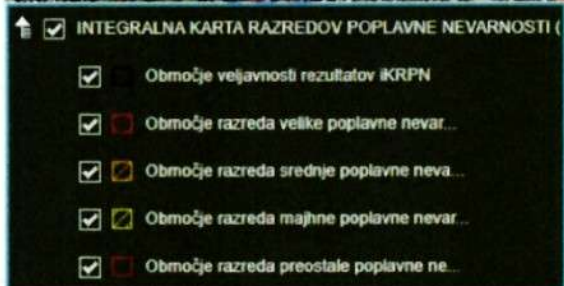 INTEGRALNA KARTA RAZREDOV POPLAVNE NEVARNOSTI (
Območje veljavnosti rezultatov iKRPN
Območje razreda velike poplavne nevar...
Območje razreda srednje poplavne neva...
Območje razreda majhne poplavne nevar...
Območje razreda preostale poplavne ne...